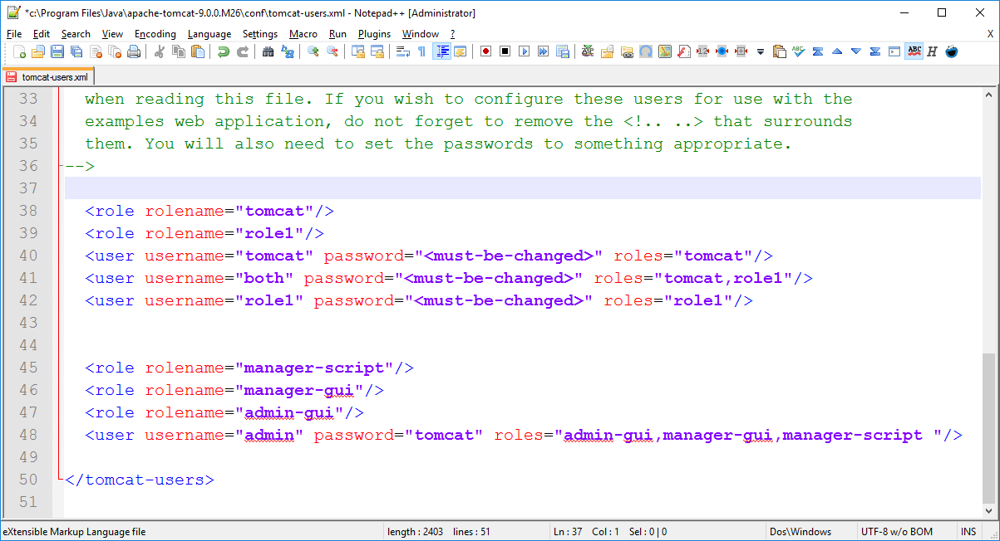 *c:\Program Files\Java\apache-tomcat-9.0.0.M26\conf\tomcat-users.xml - Notepad++ [Administrator]
File Edit Search View Encoding Language Settings Macro Run Plugins Window ? X
tomcat-users.xml
33 when reading this file. If you wish to configure these users for use with the
34 examples web application, do not forget to remove the <!.. ..> that surrounds
35 them. You will also need to set the passwords to something appropriate.
36 -->
37
38 <role rolename="tomcat"/>
39 <role rolename="role1"/>
40 <user username="tomcat" password="<must-be-changed>" roles="tomcat"/>
41 <user username="both" password="<must-be-changed>" roles="tomcat,role1"/>
42 <user username="role1" password="<must-be-changed>" roles="role1"/>
43
44
45 <role rolename="manager-script"/>
46 <role rolename="manager-gui"/>
47 <role rolename="admin-gui"/>
48 <user username="admin" password="tomcat" roles="admin-gui,manager-gui,manager-script "/>
49
50 </tomcat-users>
51
eXtensible Markup Language file length : 2403 lines : 51 Ln : 37 Col : 1 Sel : 0 | 0 Dos\Windows UTF-8 w/o BOM INS